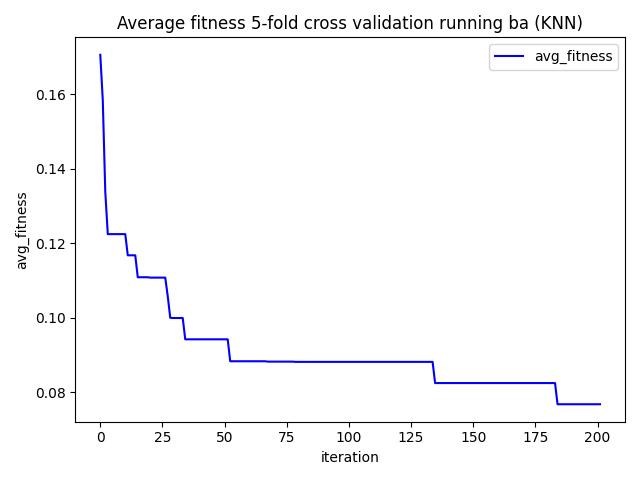 Average fitness 5-fold cross validation running ba (KNN)
avg_fitness
0.16
0.14
0.12
0.10
0.08
avg_fitness
0 25 50 75 100 125 150 175 200
iteration